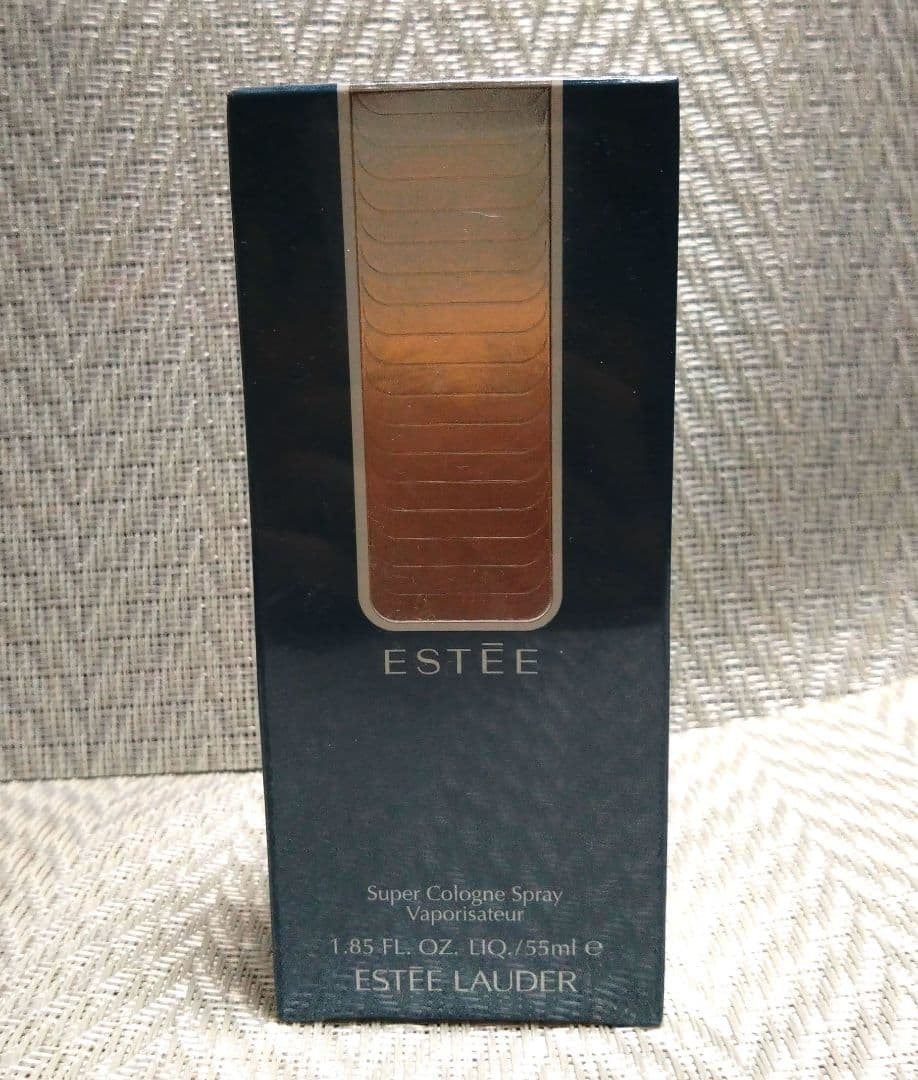 ESTĒE
Super Cologne Spray
Vaporisateur
1.85 FL. OZ. LIQ./55ml ℮
ESTĒE LAUDER